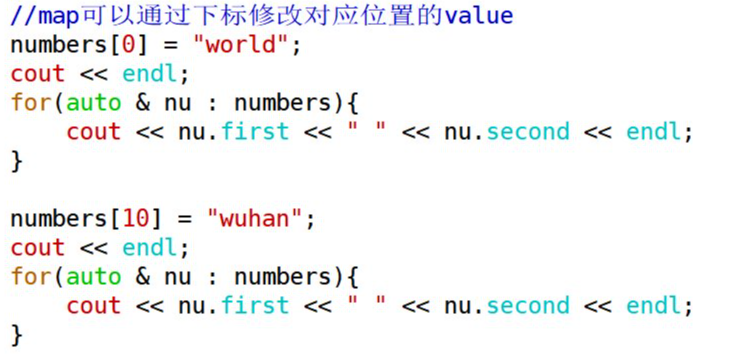 //map可以通过下标修改对应位置的value
numbers[0] = "world";
cout << endl;
for(auto & nu : numbers){
    cout << nu.first << " " << nu.second << endl;
}

numbers[10] = "wuhan";
cout << endl;
for(auto & nu : numbers){
    cout << nu.first << " " << nu.second << endl;
}